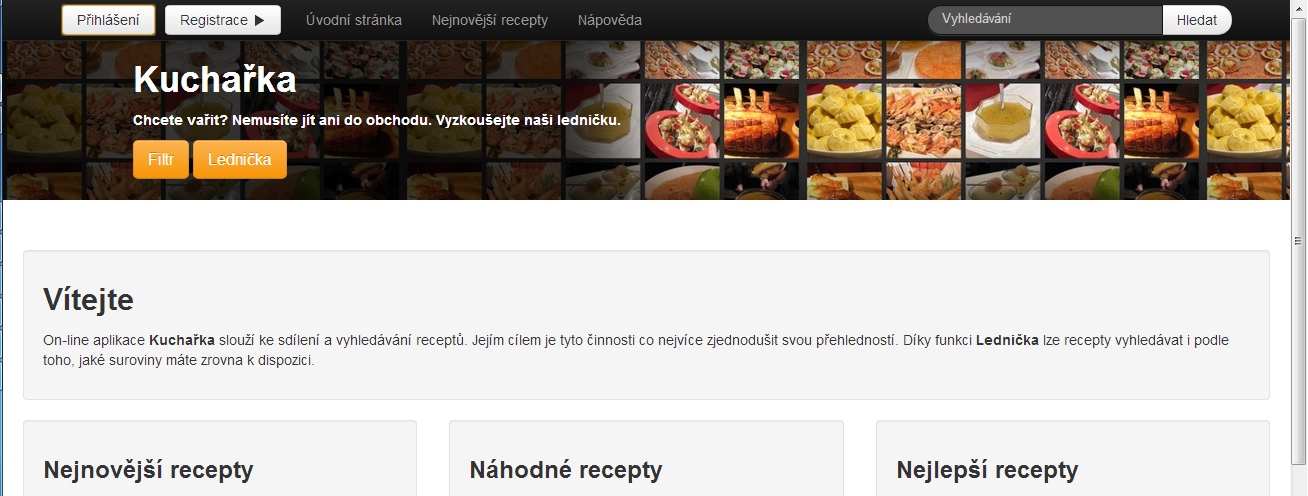 Přihlášení
Registrace
Úvodní stránka
Nejnovější recepty
Nápověda
Vyhledávání
Hledat
Kuchařka
Chcete vařit? Nemusíte jít ani do obchodu. Vyzkoušejte naši ledničku.
Filtr
Lednička
Vítejte
On-line aplikace Kuchařka slouží ke sdílení a vyhledávání receptů. Jejím cílem je tyto činnosti co nejvíce zjednodušit svou přehledností. Díky funkci Lednička lze recepty vyhledávat i podle
toho, jaké suroviny máte zrovna k dispozici.
Nejnovější recepty
Náhodné recepty
Nejlepší recepty